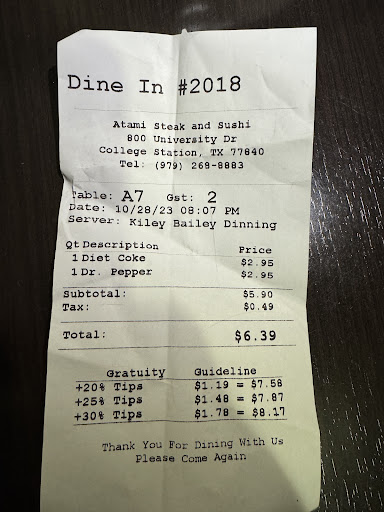 Dine In #2018
Atami Steak and Sushi
800 University Dr
College Station, TX 77840
Tel: (979) 268-8883
Table: A7 Gst: 2
Date: 10/28/23 08:07 PM
Server: Kiley Bailey Dinning
Qt Description Price
1 Diet Coke $2.95
1 Dr. Pepper $2.95
Subtotal: $5.90
Tax: $0.49
Total: $6.39
Gratuity Guideline
+20% Tips $1.19 = $7.58
+25% Tips $1.48 = $7.87
+30% Tips $1.78 = $8.17
Thank You For Dining With Us
Please Come Again